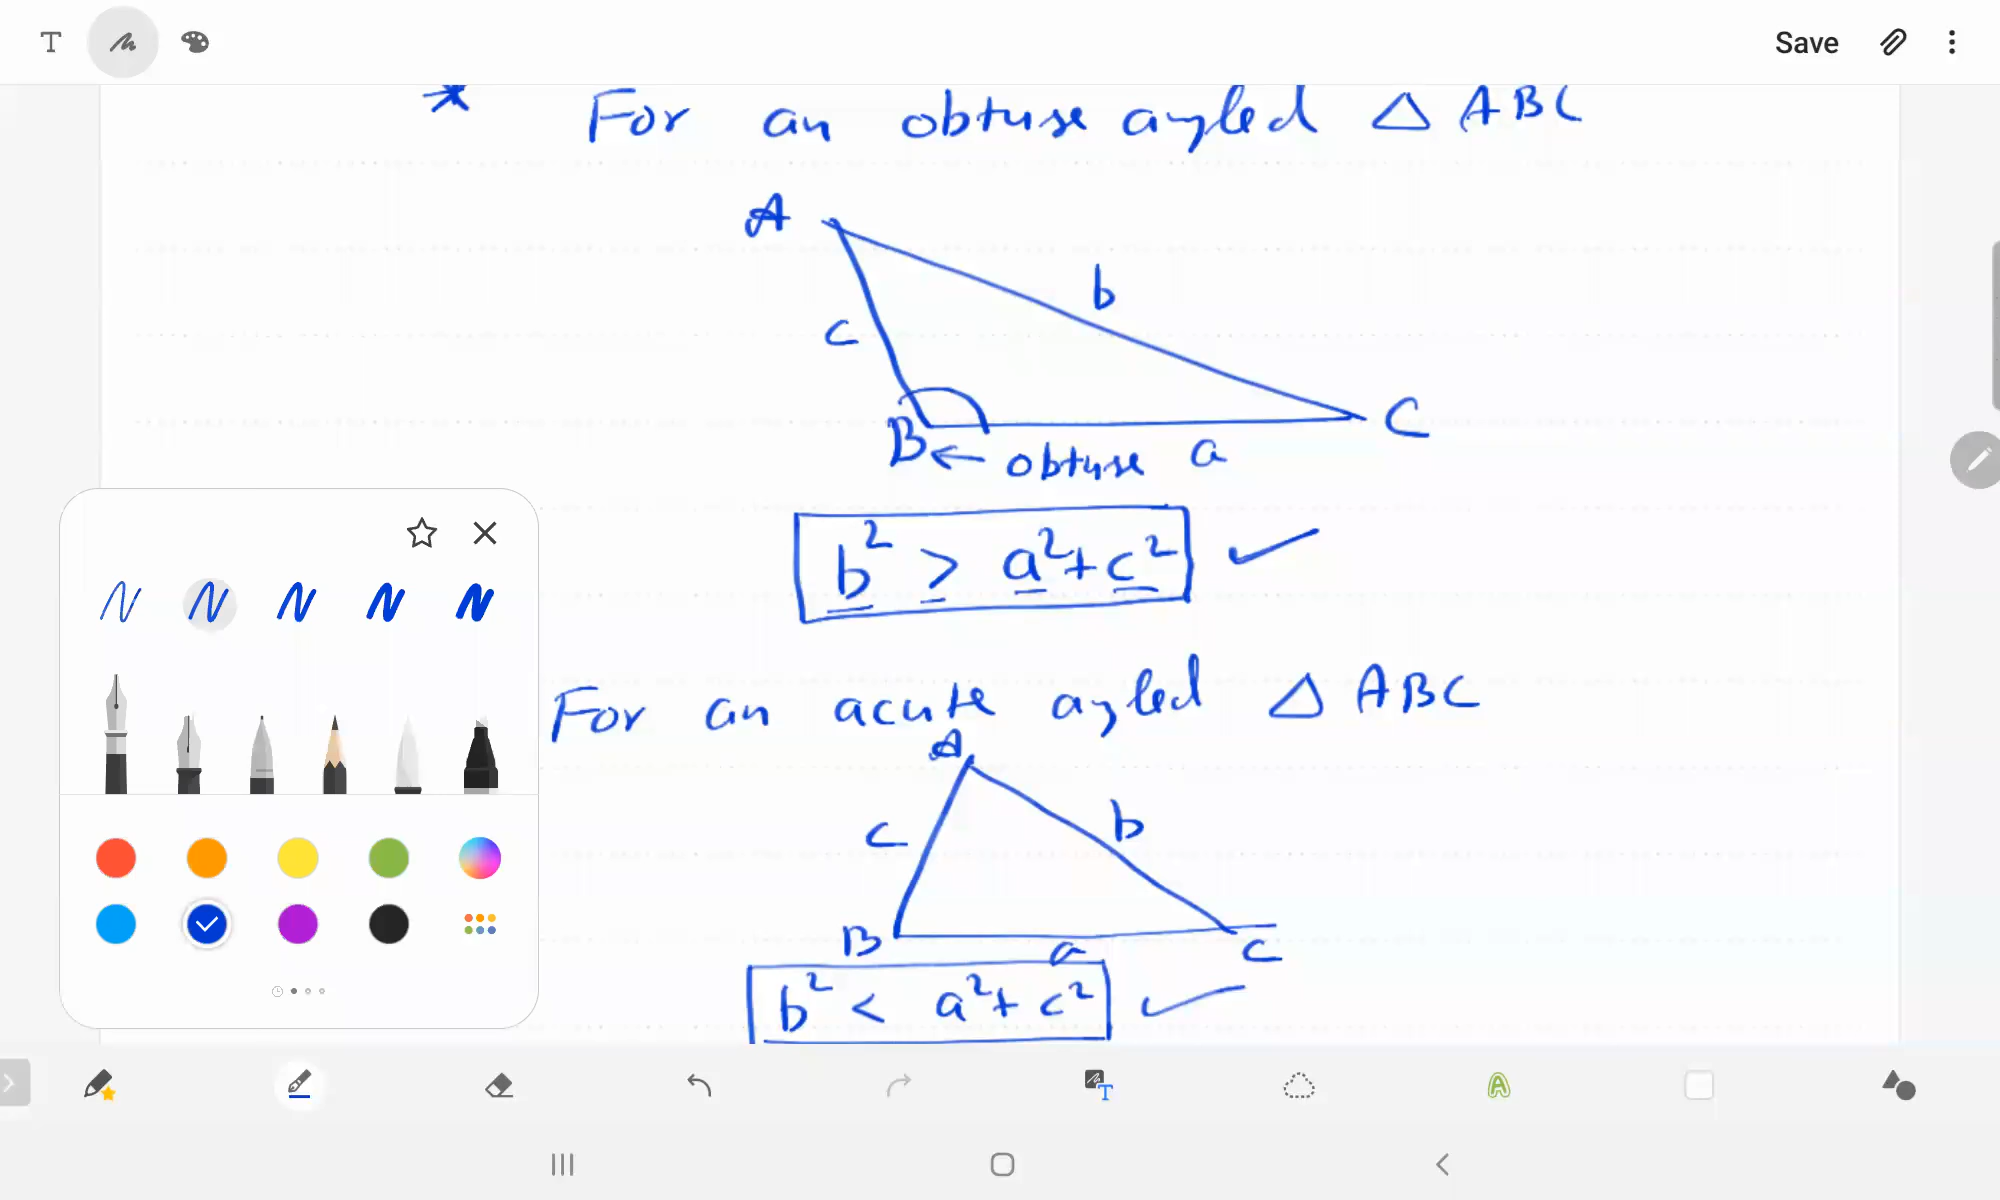 T
Save
* For an obtuse angled △ ABC
A
b
c
B ← obtuse a C
b² > a²+c² ✓
For an acute angled △ ABC
A
c b
B a C
b² < a²+c² ✓
T
A